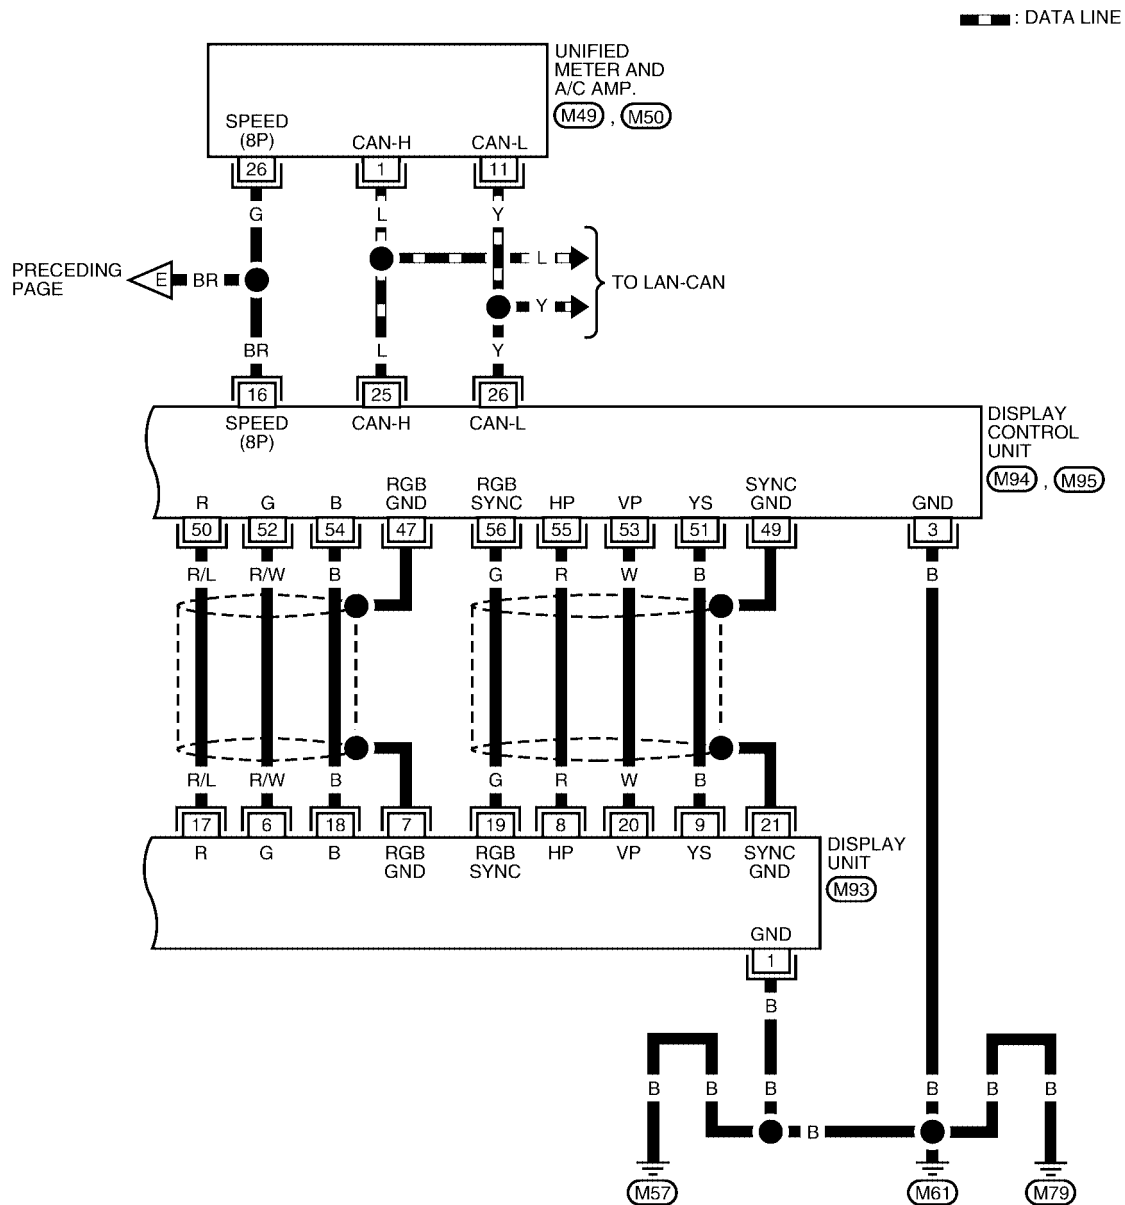 : DATA LINE
UNIFIED
METER AND
A/C AMP.
M49 , M50
SPEED
(8P) CAN-H CAN-L
26 1 11
G L Y
PRECEDING
PAGE
E BR
L
Y
TO LAN-CAN
BR L Y
16 25 26
SPEED
(8P) CAN-H CAN-L
DISPLAY
CONTROL
UNIT
M94 , M95
R G B RGB
GND RGB
SYNC HP VP YS SYNC
GND GND
50 52 54 47 56 55 53 51 49 3
R/L R/W B G R W B B
R/L R/W B G R W B
17 6 18 7 19 8 20 9 21
R G B RGB
GND RGB
SYNC HP VP YS SYNC
GND
DISPLAY
UNIT
M93
GND
1
B
B B B B B B
B
M57 M61 M79